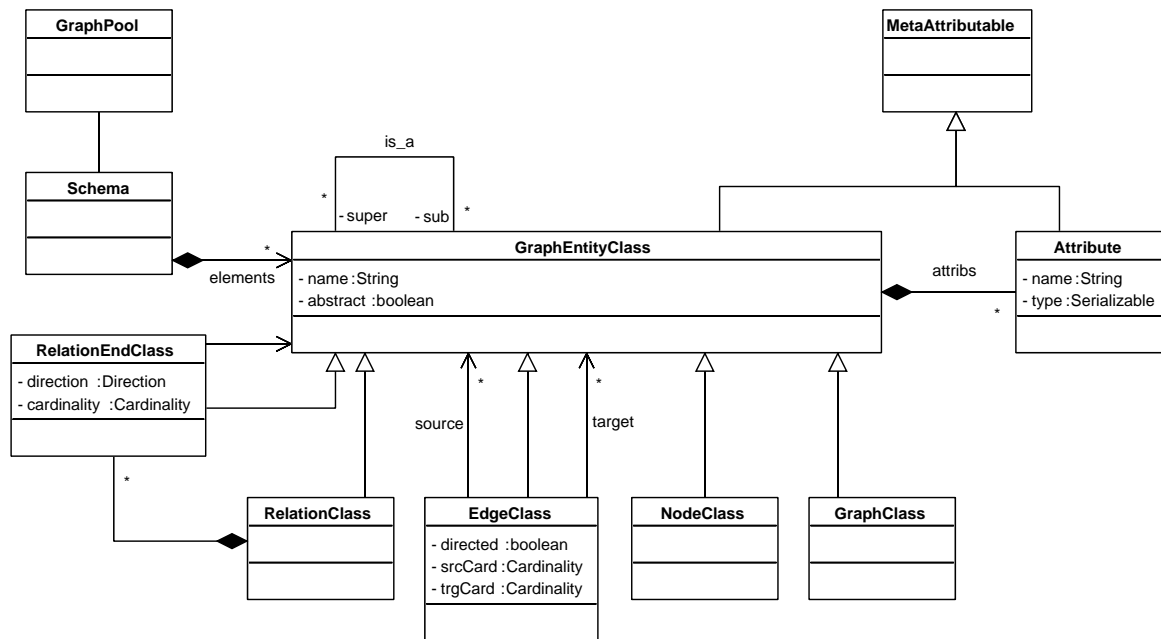 GraphPool
MetaAttributable
is_a
Schema
*
- super
- sub
*
GraphEntityClass
- name :String
- abstract :boolean
*
elements
attribs
*
Attribute
- name :String
- type :Serializable
RelationEndClass
- direction :Direction
- cardinality :Cardinality
*
*
source
target
*
RelationClass
EdgeClass
- directed :boolean
- srcCard :Cardinality
- trgCard :Cardinality
NodeClass
GraphClass